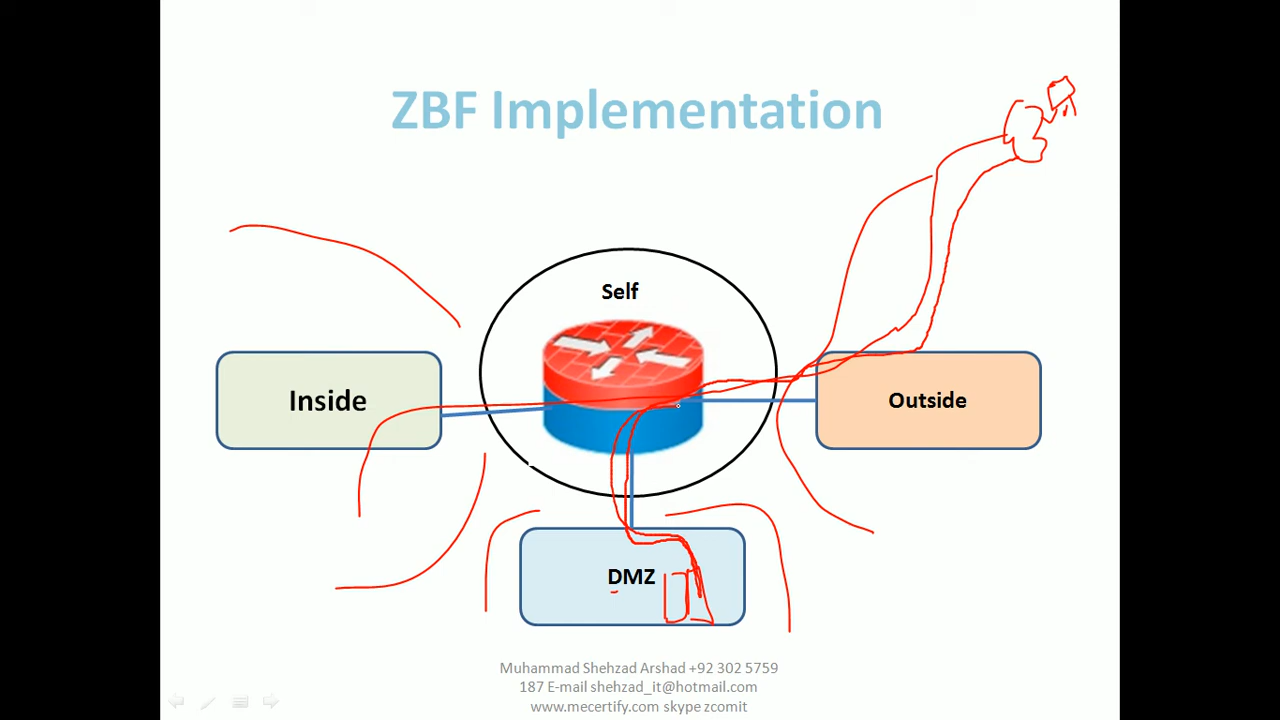 ZBF Implementation
Self
Inside
Outside
DMZ
Muhammad Shehzad Arshad +92 302 5759
187 E-mail shehzad_it@hotmail.com
www.mecertify.com skype zcomit